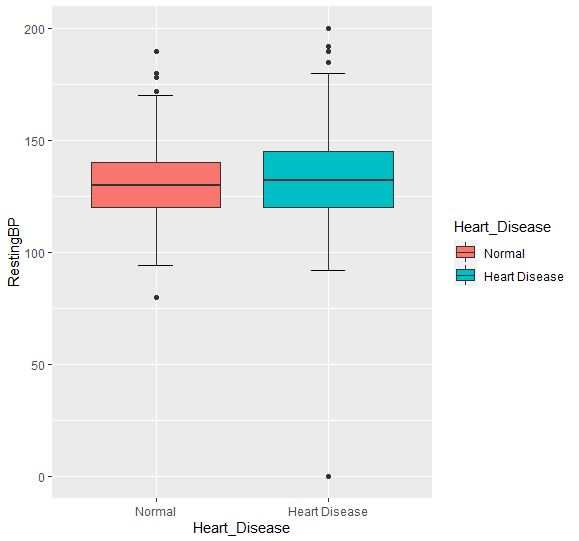 200
150
100
50
0
RestingBP
Normal
Heart Disease
Heart_Disease
Heart_Disease
Normal
Heart Disease